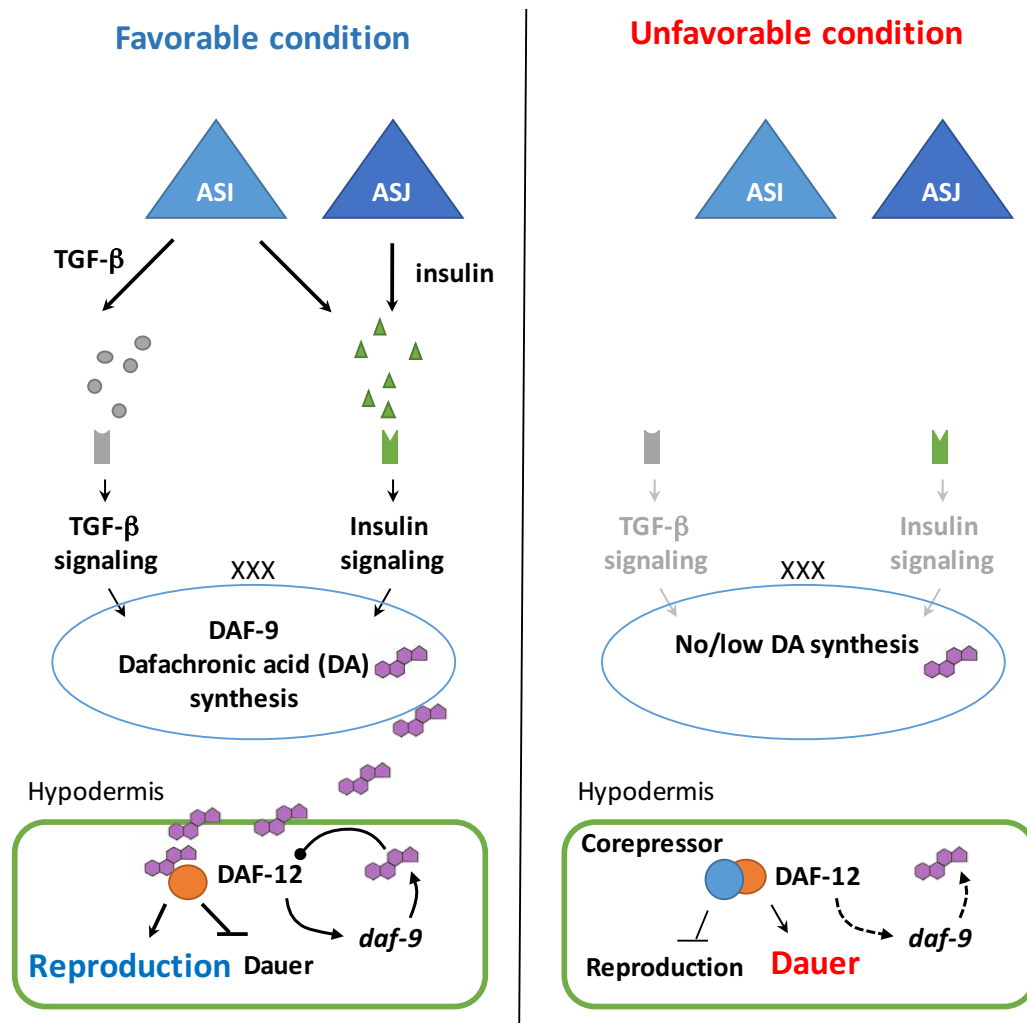 Favorable condition
ASI
ASJ
TGF-β
insulin
TGF-β
signaling
Insulin
signaling
XXX
DAF-9
Dafachronic acid (DA)
synthesis
Hypodermis
DAF-12
daf-9
Reproduction
Dauer
Unfavorable condition
ASI
ASJ
TGF-β
signaling
Insulin
signaling
XXX
No/low DA synthesis
Hypodermis
Corepressor
DAF-12
daf-9
Reproduction
Dauer